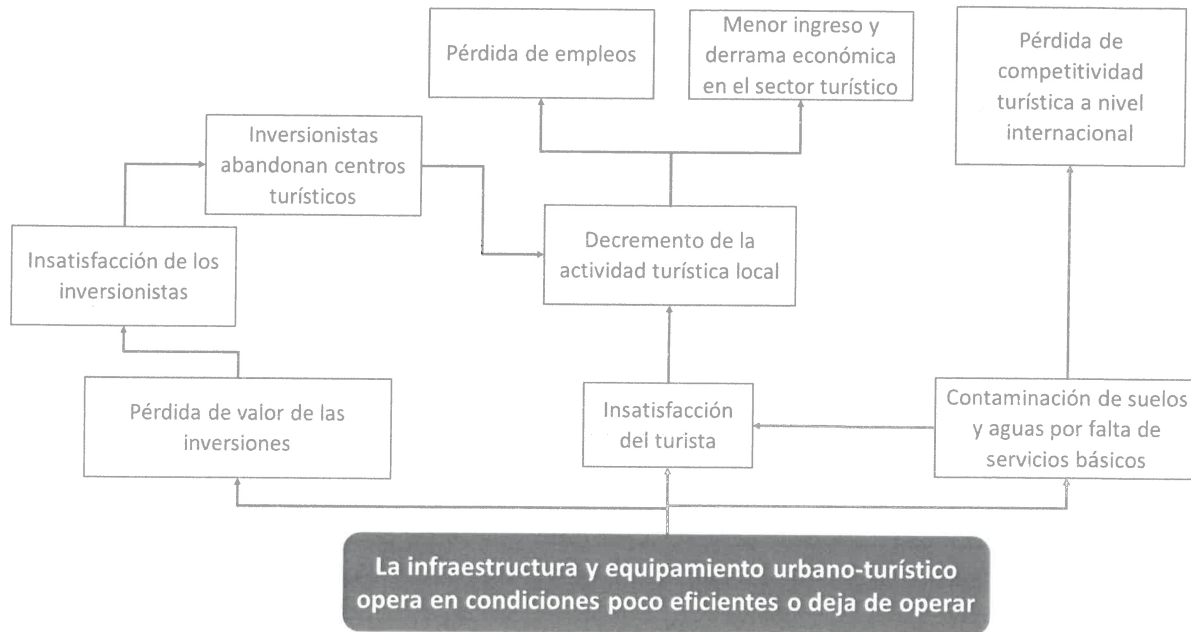 Pérdida de empleos
Menor ingreso y
derrama económica
en el sector turístico
Pérdida de
competitividad
turística a nivel
internacional
Inversionistas
abandonan centros
turísticos
Insatisfacción de los
inversionistas
Decremento de la
actividad turística local
Pérdida de valor de las
inversiones
Insatisfacción
del turista
Contaminación de suelos
y aguas por falta de
servicios básicos
La infraestructura y equipamiento urbano-turístico
opera en condiciones poco eficientes o deja de operar